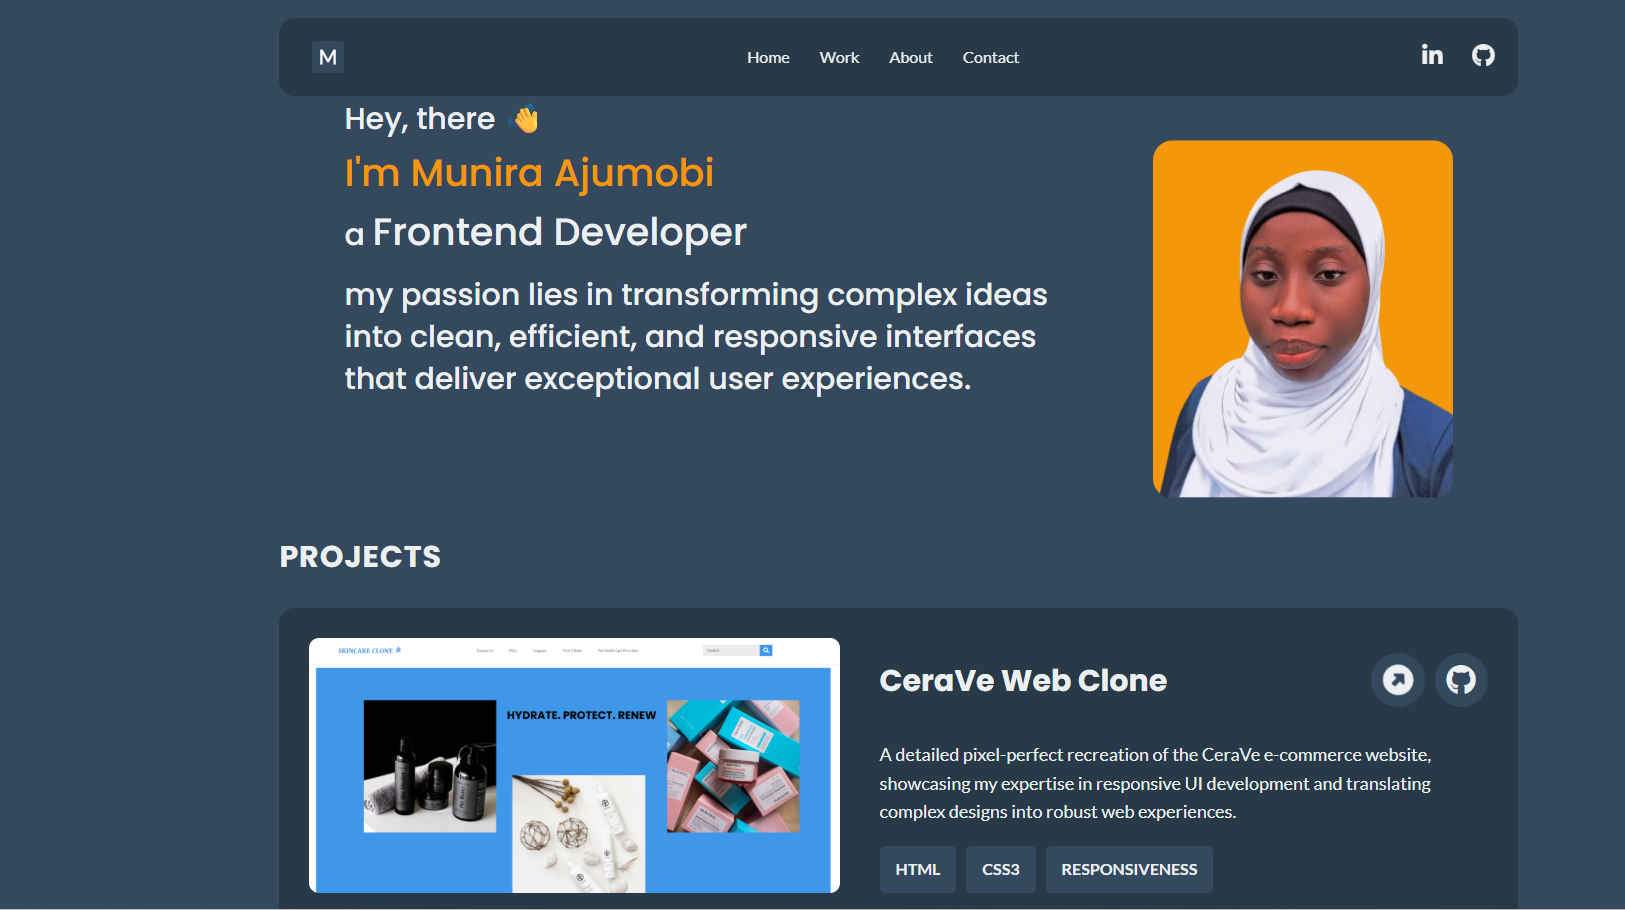 M
Home Work About Contact
in
Hey, there 👋
I'm Munira Ajumobi
a Frontend Developer
my passion lies in transforming complex ideas
into clean, efficient, and responsive interfaces
that deliver exceptional user experiences.
PROJECTS
SKINCARE CLONE
Search
HYDRATE. PROTECT. RENEW
CeraVe Web Clone
A detailed pixel-perfect recreation of the CeraVe e-commerce website,
showcasing my expertise in responsive UI development and translating
complex designs into robust web experiences.
HTML CSS3 RESPONSIVENESS